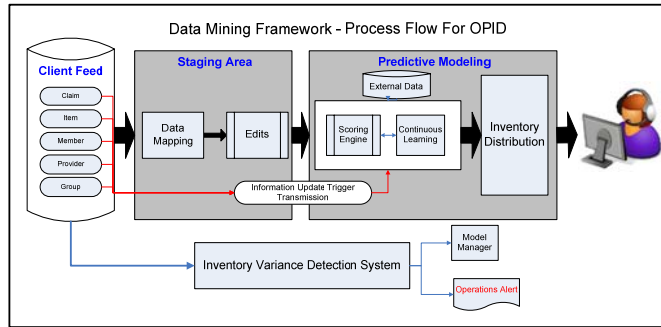 Data Mining Framework - Process Flow For OPID
Client Feed
Claim
Item
Member
Provider
Group
Staging Area
Data
Mapping
Edits
Predictive Modeling
External Data
Scoring
Engine
Continuous
Learning
Inventory
Distribution
Information Update Trigger
Transmission
Inventory Variance Detection System
Model
Manager
Operations Alert